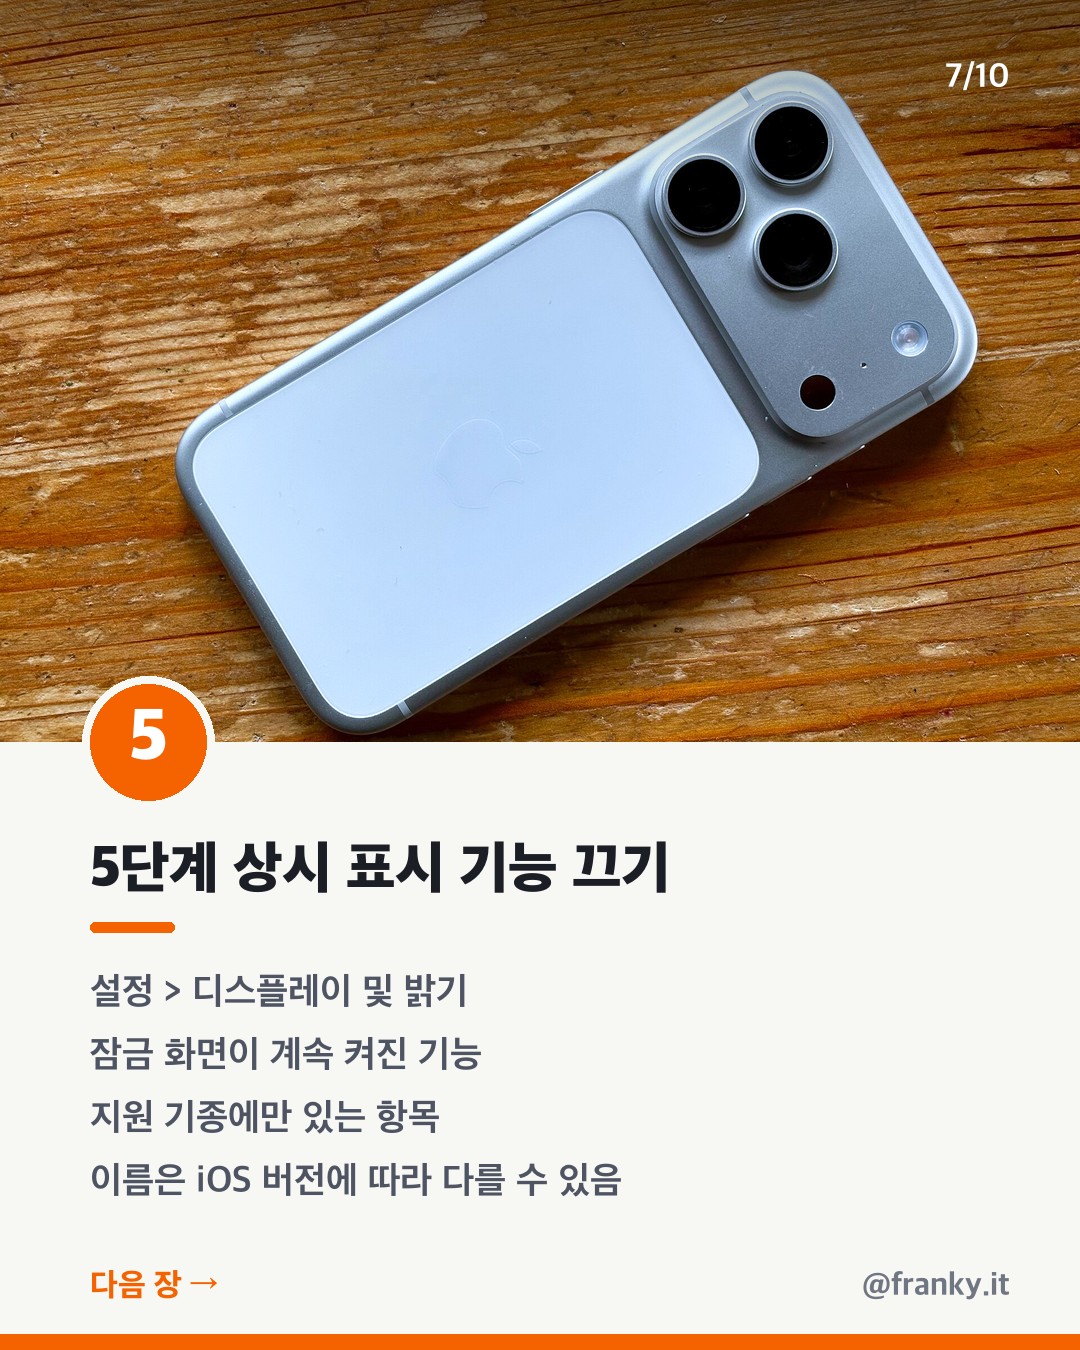 7/10
5
5단계 상시 표시 기능 끄기
설정 > 디스플레이 및 밝기
잠금 화면이 계속 켜진 기능
지원 기종에만 있는 항목
이름은 iOS 버전에 따라 다를 수 있음
다음 장 →
@franky.it